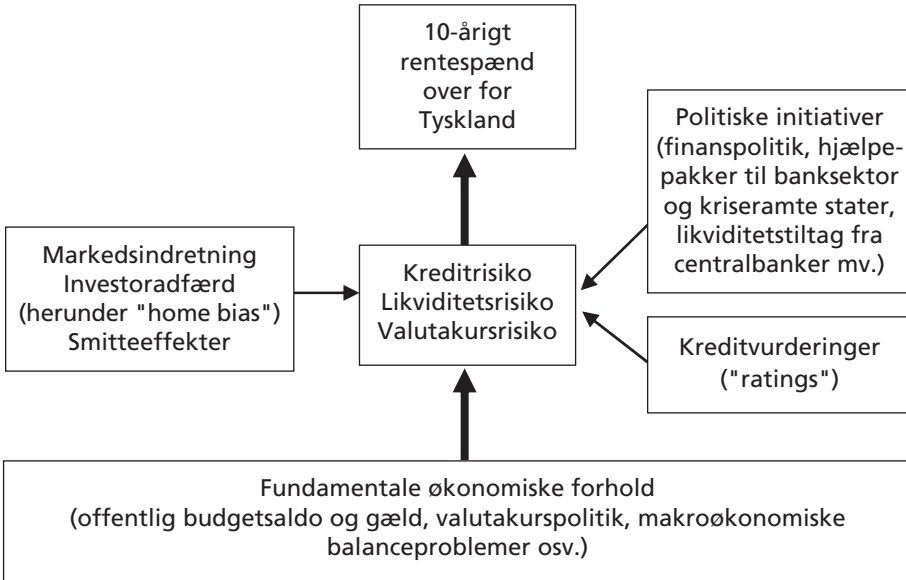 10-årigt
rentespænd
over for
Tyskland
Politiske initiativer
(finanspolitik, hjælpe-
pakker til banksektor
og kriseramte stater,
likviditetstiltag fra
centralbanker mv.)
Markedsindretning
Investoradfærd
(herunder "home bias")
Smitteeffekter
Kreditrisiko
Likviditetsrisiko
Valutakursrisiko
Kreditvurderinger
("ratings")
Fundamentale økonomiske forhold
(offentlig budgetsaldo og gæld, valutakurspolitik, makroøkonomiske
balanceproblemer osv.)